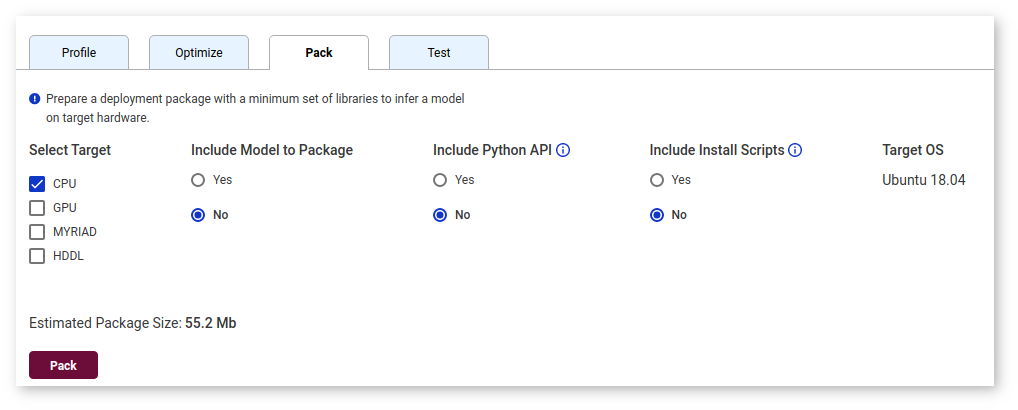 Profile
Optimize
Pack
Test
Prepare a deployment package with a minimum set of libraries to infer a model
on target hardware.
Select Target
CPU
GPU
MYRIAD
HDDL
Include Model to Package
Yes
No
Include Python API
Yes
No
Include Install Scripts
Yes
No
Target OS
Ubuntu 18.04
Estimated Package Size: 55.2 Mb
Pack